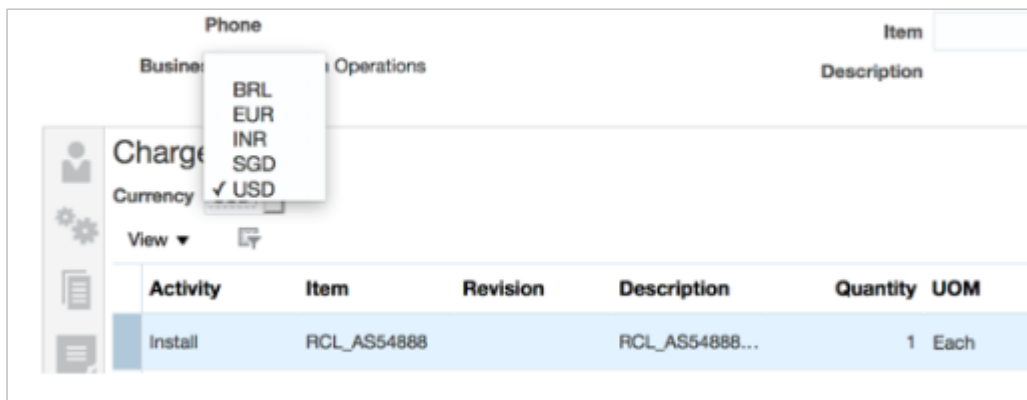 Phone
Item
Busine Operations
Description
BRL
EUR
INR
SGD
✓ USD
Charge
Currency
View ▼
Activity Item Revision Description Quantity UOM
Install RCL_AS54888 RCL_AS54888... 1 Each